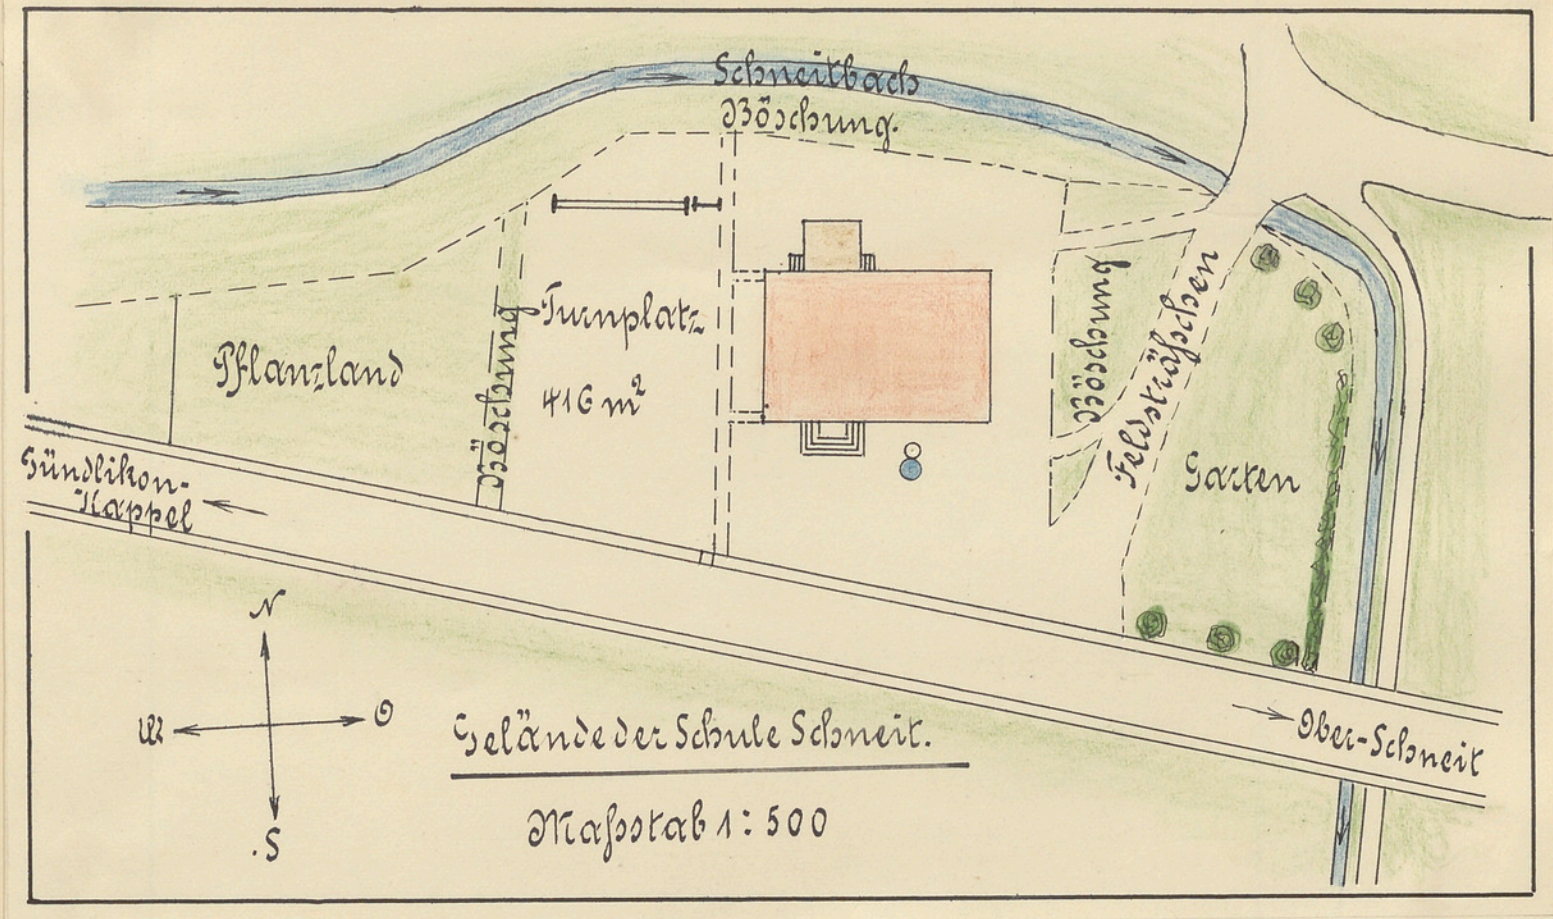 Schneitbach
Böschung.
Turnplatz
416 m²
Pflanzland
Böschung
Böschung
Feldsträßchen
Garten
Gündlikon-
Kappel
N
W
O
S
Gelände der Schule Schneit.
Maßstab 1:500
Ober-Schneit